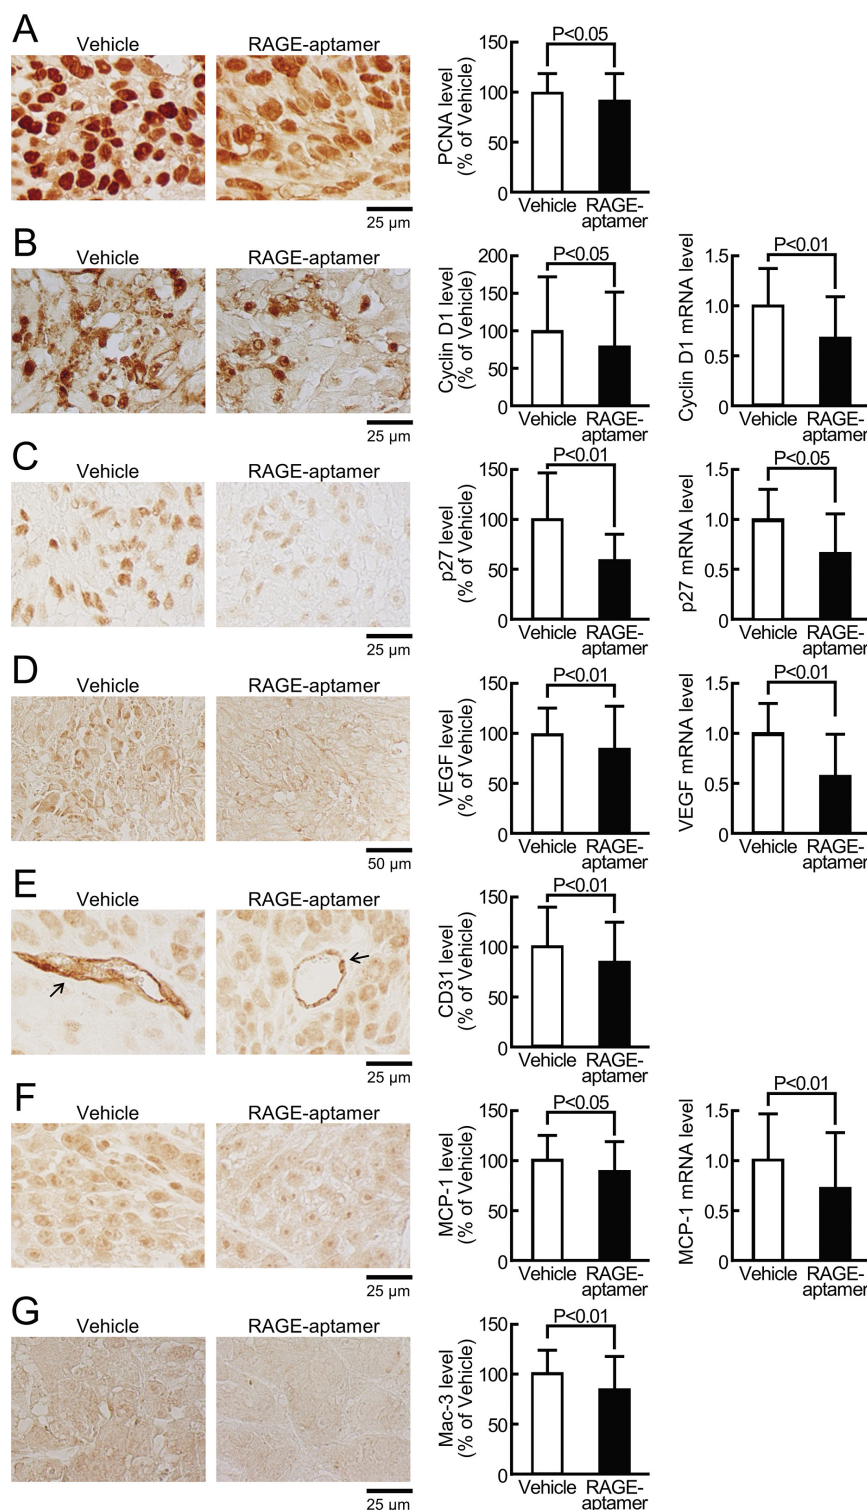 A
Vehicle
RAGE-aptamer
25 µm
PCNA level
(% of Vehicle)
P<0.05
150
100
50
0
Vehicle
RAGE-
aptamer
B
Vehicle
RAGE-aptamer
25 µm
Cyclin D1 level
(% of Vehicle)
P<0.05
200
150
100
50
0
Vehicle
RAGE-
aptamer
Cyclin D1 mRNA level
P<0.01
1.5
1.0
0.5
0
Vehicle
RAGE-
aptamer
C
Vehicle
RAGE-aptamer
25 µm
p27 level
(% of Vehicle)
P<0.01
150
100
50
0
Vehicle
RAGE-
aptamer
p27 mRNA level
P<0.05
1.5
1.0
0.5
0
Vehicle
RAGE-
aptamer
D
Vehicle
RAGE-aptamer
50 µm
VEGF level
(% of Vehicle)
P<0.01
150
100
50
0
Vehicle
RAGE-
aptamer
VEGF mRNA level
P<0.01
1.5
1.0
0.5
0
Vehicle
RAGE-
aptamer
E
Vehicle
RAGE-aptamer
25 µm
CD31 level
(% of Vehicle)
P<0.01
150
100
50
0
Vehicle
RAGE-
aptamer
F
Vehicle
RAGE-aptamer
25 µm
MCP-1 level
(% of Vehicle)
P<0.05
150
100
50
0
Vehicle
RAGE-
aptamer
MCP-1 mRNA level
P<0.01
1.5
1.0
0.5
0
Vehicle
RAGE-
aptamer
G
Vehicle
RAGE-aptamer
25 µm
Mac-3 level
(% of Vehicle)
P<0.01
150
100
50
0
Vehicle
RAGE-
aptamer